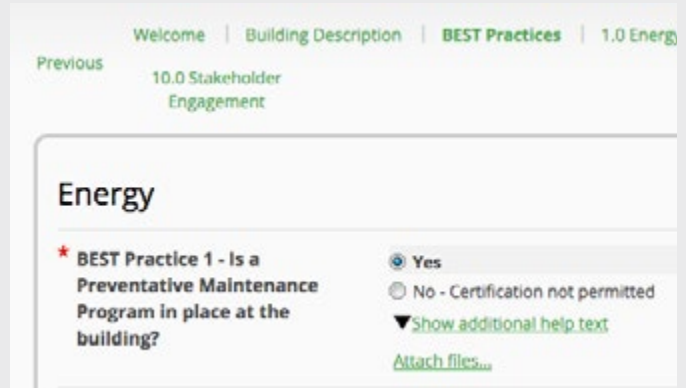 Welcome | Building Description | BEST Practices | 1.0 Energy
Previous
10.0 Stakeholder
Engagement
Energy
* BEST Practice 1 - Is a
Preventative Maintenance
Program in place at the
building?
Yes
No - Certification not permitted
▼Show additional help text
Attach files...